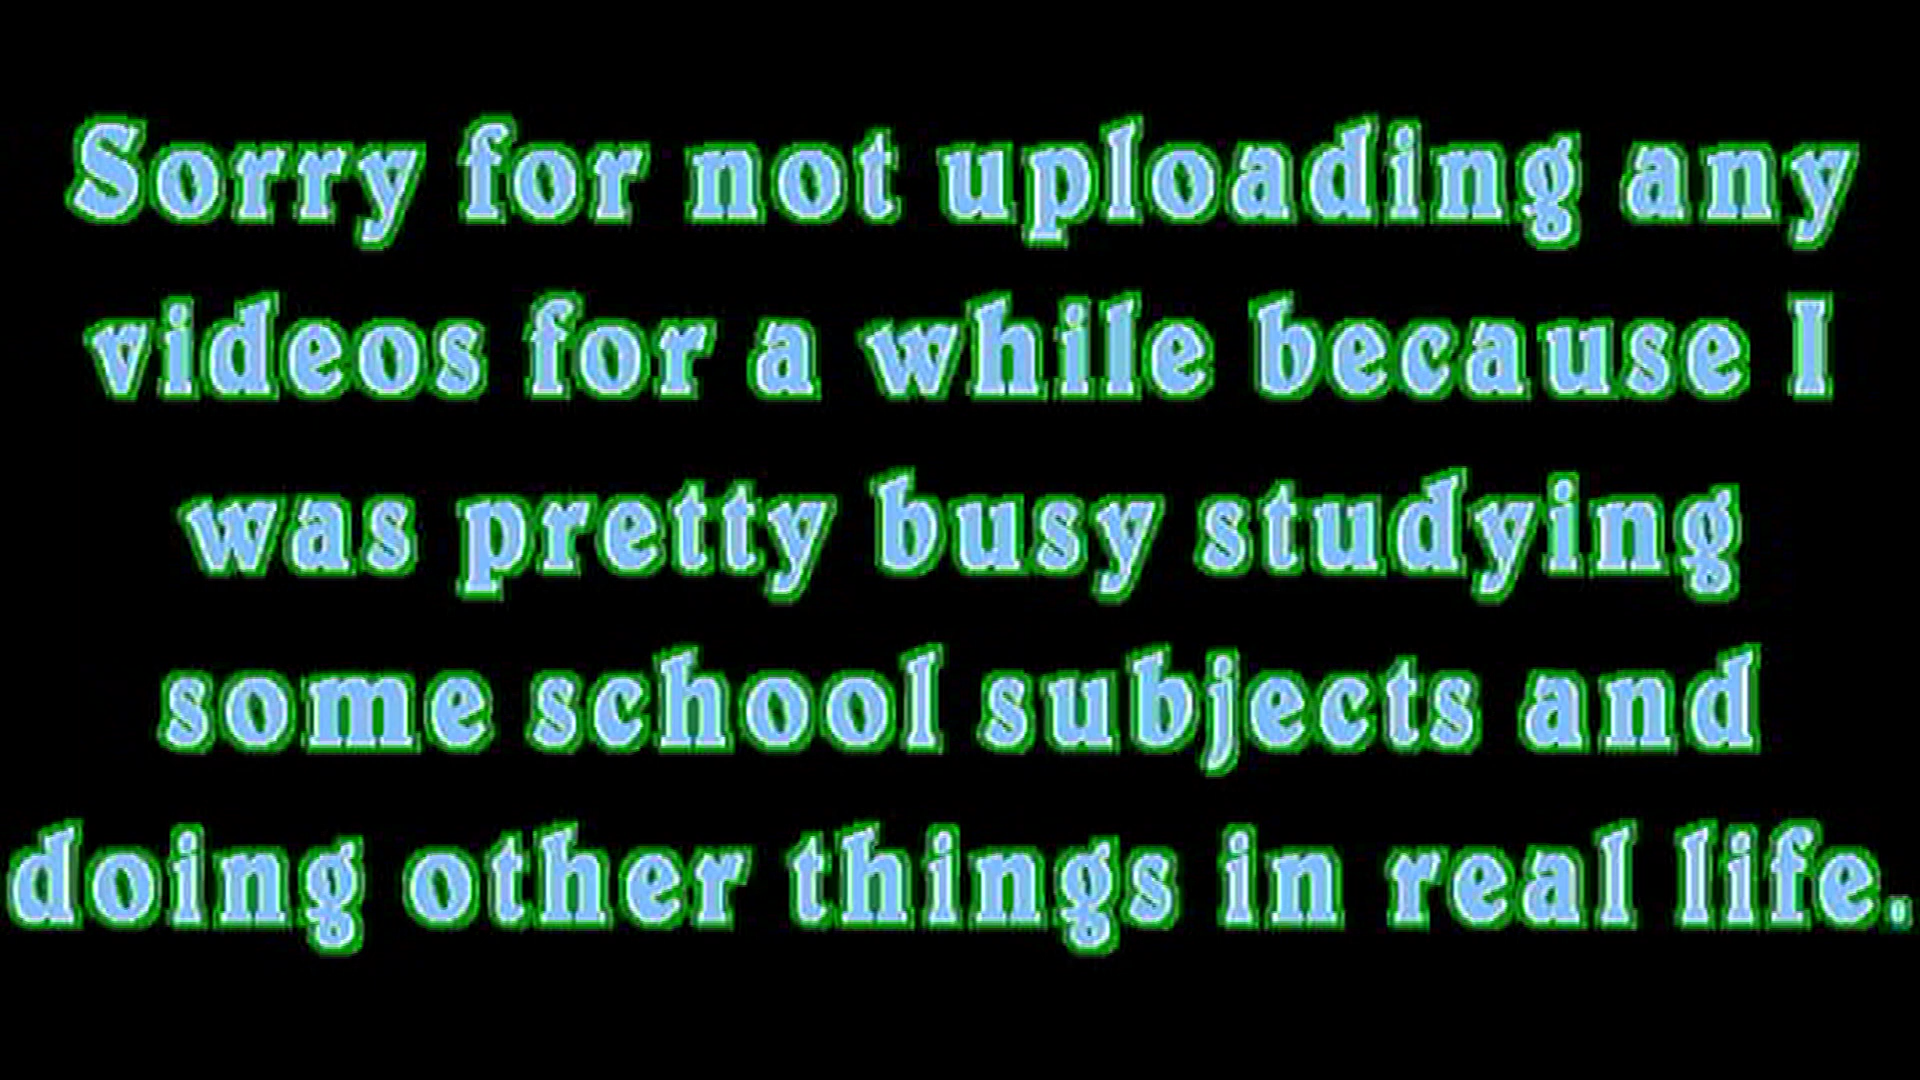 Sorry for not uploading any
videos for a while because I
was pretty busy studying
some school subjects and
doing other things in real life.